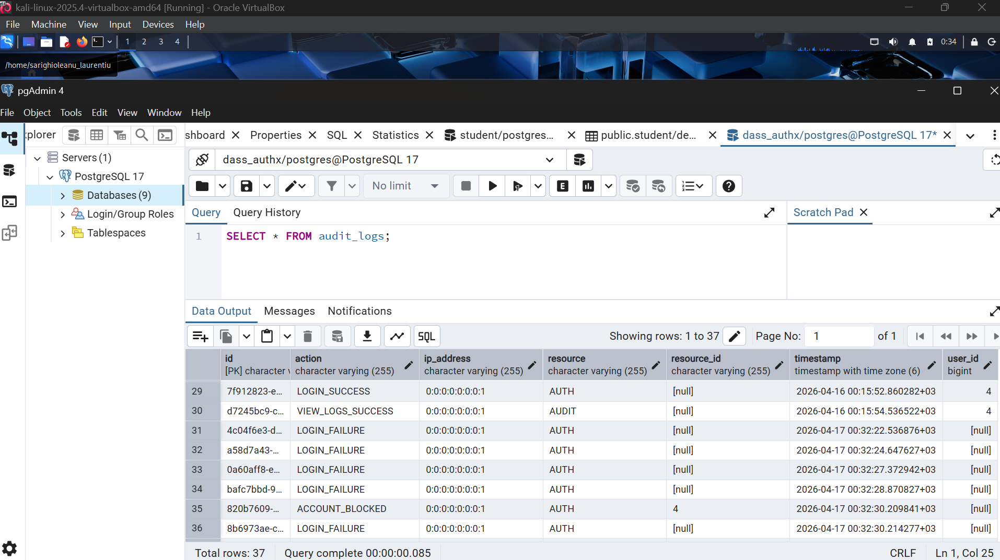 kali-linux-2025.4-virtualbox-amd64 [Running] - Oracle VirtualBox
File Machine View Input Devices Help
1 2 3 4 0:34
/home/sarighioleanu_laurentiu
pgAdmin 4
File Object Tools Edit View Window Help
plorer shboard Properties SQL Statistics student/postgres... public.student/de... dass_authx/postgres@PostgreSQL 17*
Servers (1)
PostgreSQL 17
Databases (9)
Login/Group Roles
Tablespaces
dass_authx/postgres@PostgreSQL 17
No limit E
Query Query History Scratch Pad
1 SELECT * FROM audit_logs;
Data Output Messages Notifications
SQL Showing rows: 1 to 37 Page No: 1 of 1
id action ip_address resource resource_id timestamp user_id
[PK] character v character varying (255) character varying (255) character varying (255) character varying (255) timestamp with time zone (6) bigint
29 7f912823-e... LOGIN_SUCCESS 0:0:0:0:0:0:0:1 AUTH [null] 2026-04-16 00:15:52.860282+03 4
30 d7245bc9-c... VIEW_LOGS_SUCCESS 0:0:0:0:0:0:0:1 AUDIT [null] 2026-04-16 00:15:54.536522+03 4
31 4c04f6e3-d... LOGIN_FAILURE 0:0:0:0:0:0:0:1 AUTH [null] 2026-04-17 00:32:22.536876+03 [null]
32 a58d7a43-... LOGIN_FAILURE 0:0:0:0:0:0:0:1 AUTH [null] 2026-04-17 00:32:24.647627+03 [null]
33 0a60aff8-e... LOGIN_FAILURE 0:0:0:0:0:0:0:1 AUTH [null] 2026-04-17 00:32:27.372942+03 [null]
34 bafc7bbd-9... LOGIN_FAILURE 0:0:0:0:0:0:0:1 AUTH [null] 2026-04-17 00:32:28.870827+03 [null]
35 820b7609-... ACCOUNT_BLOCKED 0:0:0:0:0:0:0:1 AUTH 4 2026-04-17 00:32:30.209841+03 [null]
36 8b6973ae-c... LOGIN_FAILURE 0:0:0:0:0:0:0:1 AUTH [null] 2026-04-17 00:32:30.214277+03 [null]
Total rows: 37 Query complete 00:00:00.085 CRLF Ln 1, Col 25